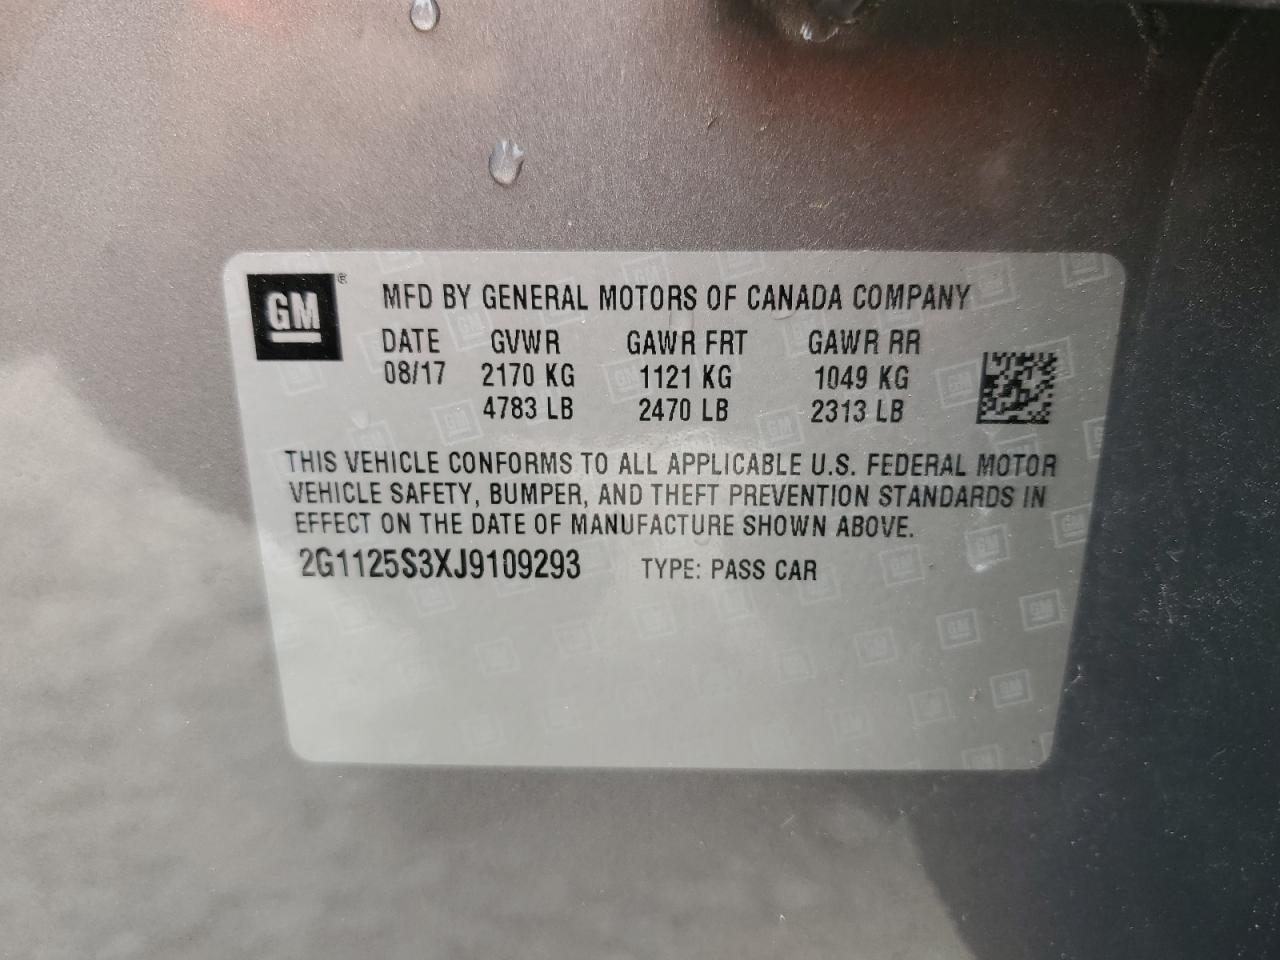 GM® MFD BY GENERAL MOTORS OF CANADA COMPANY
DATE GVWR GAWR FRT GAWR RR
08/17 2170 KG 1121 KG 1049 KG
4783 LB 2470 LB 2313 LB
THIS VEHICLE CONFORMS TO ALL APPLICABLE U.S. FEDERAL MOTOR
VEHICLE SAFETY, BUMPER, AND THEFT PREVENTION STANDARDS IN
EFFECT ON THE DATE OF MANUFACTURE SHOWN ABOVE.
2G1125S3XJ9109293 TYPE: PASS CAR